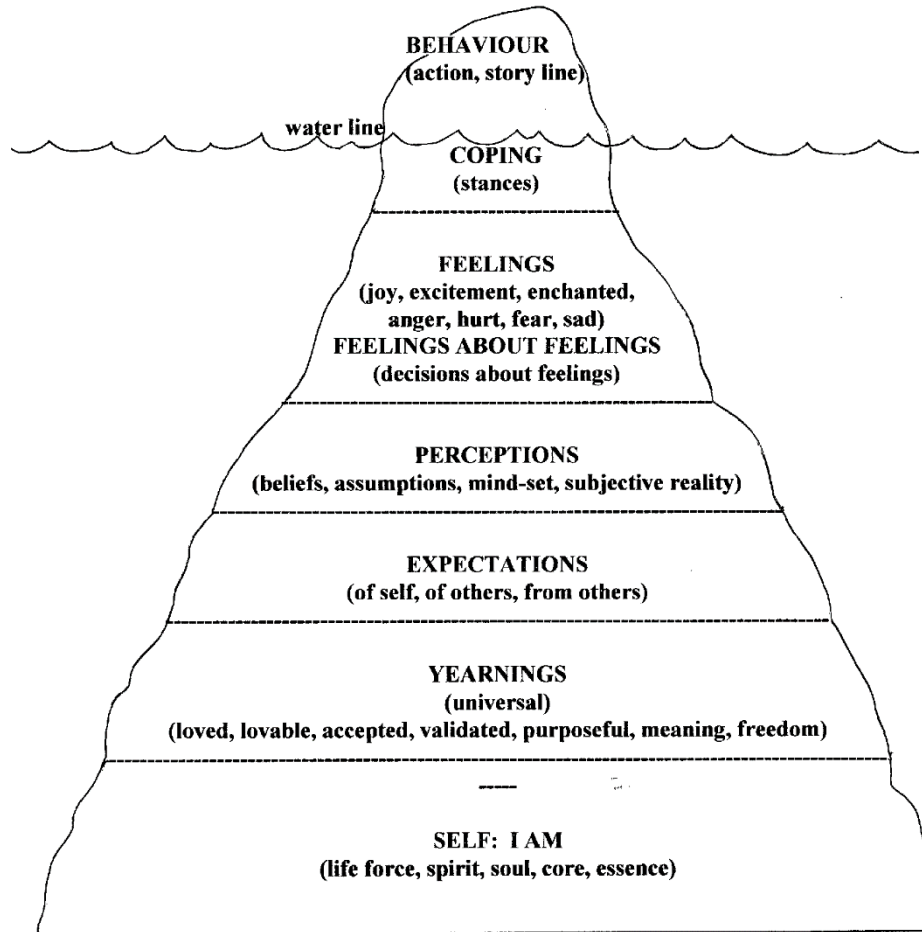 BEHAVIOUR
(action, story line)
water line
COPING
(stances)
FEELINGS
(joy, excitement, enchanted,
anger, hurt, fear, sad)
FEELINGS ABOUT FEELINGS
(decisions about feelings)
PERCEPTIONS
(beliefs, assumptions, mind-set, subjective reality)
EXPECTATIONS
(of self, of others, from others)
YEARNINGS
(universal)
(loved, lovable, accepted, validated, purposeful, meaning, freedom)
SELF: I AM
(life force, spirit, soul, core, essence)